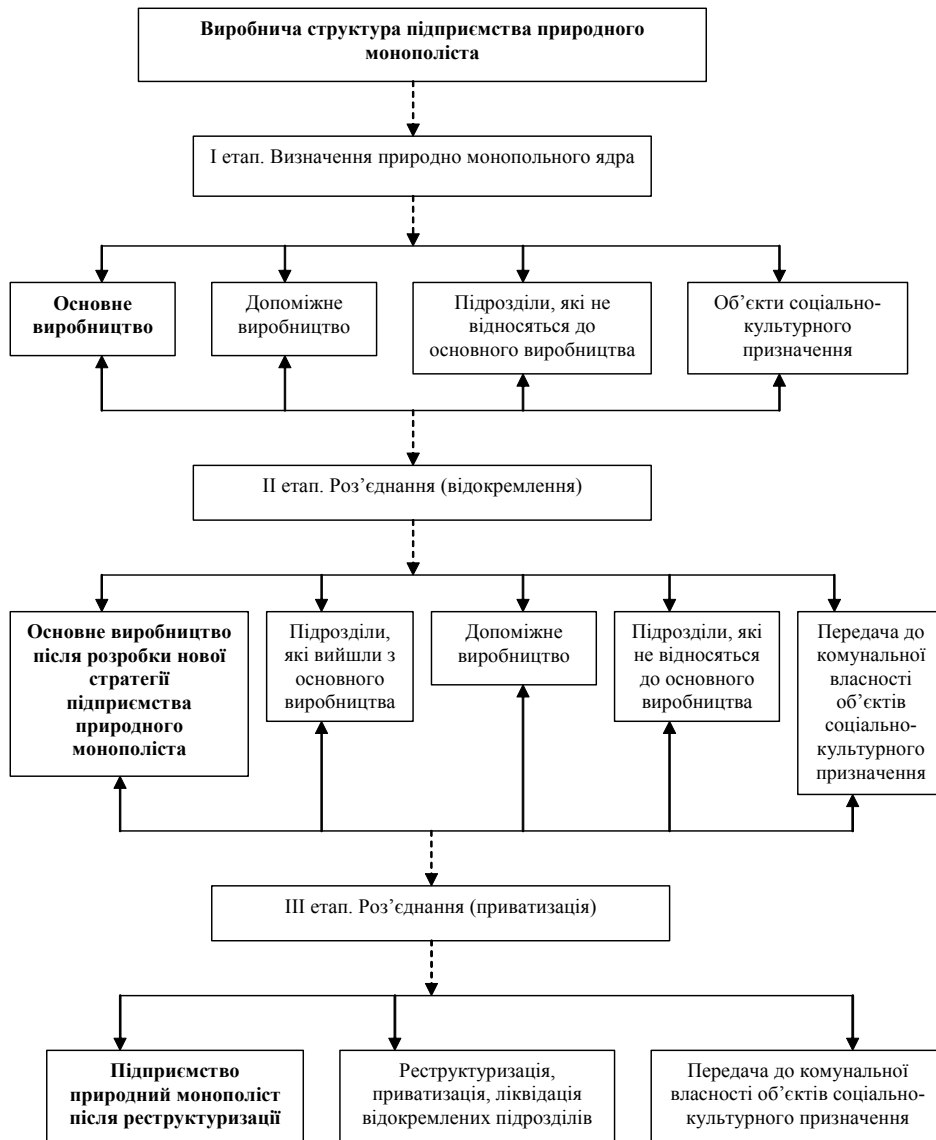 Виробнича структура підприємства природного
монополіста
І етап. Визначення природно монопольного ядра
Основне
виробництво
Допоміжне
виробництво
Підрозділи, які не
відносяться до
основного виробництва
Об’єкти соціально-
культурного
призначення
ІІ етап. Роз’єднання (відокремлення)
Основне виробництво
після розробки нової
стратегії
підприємства
природного
монополіста
Підрозділи,
які вийшли з
основного
виробництва
Допоміжне
виробництво
Підрозділи, які
не відносяться
до основного
виробництва
Передача до
комунальної
власності
об’єктів
соціально-
культурного
призначення
ІІІ етап. Роз’єднання (приватизація)
Підприємство
природний монополіст
після реструктуризації
Реструктуризація,
приватизація, ліквідація
відокремлених підрозділів
Передача до комунальної
власності об’єктів соціально-
культурного призначення